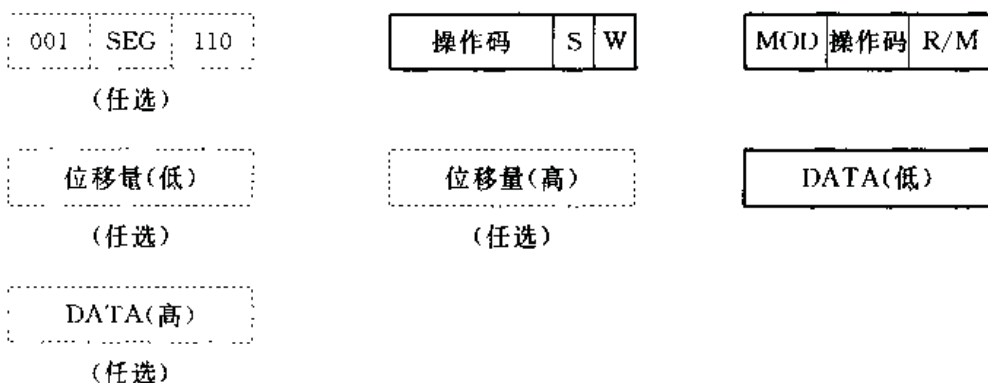 001 SEG 110 操作码 S W MOD 操作码 R/M
(任选)
位移量(低) 位移量(高) DATA(低)
(任选) (任选)
DATA(高)
(任选)